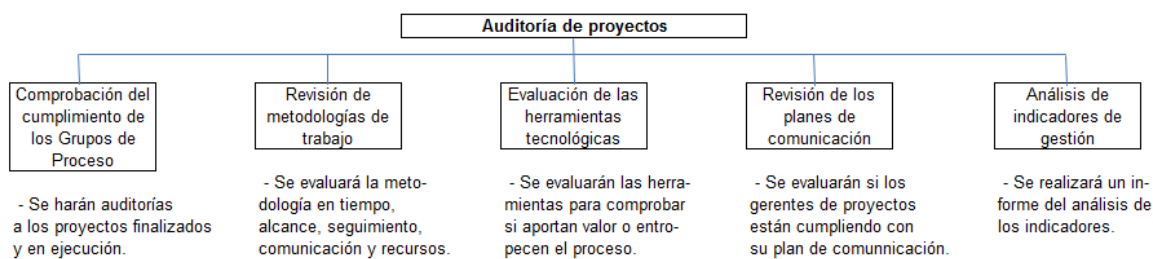 Auditoría de proyectos
Comprobación del
cumplimiento de
los Grupos de
Proceso
- Se harán auditorías
a los proyectos finalizados
y en ejecución.
Revisión de
metodologías de
trabajo
- Se evaluará la meto-
dología en tiempo,
alcance, seguimiento,
comunicación y recursos.
Evaluación de las
herramientas
tecnológicas
- Se evaluarán las herra-
mientas para comprobar
si aportan valor o entro-
pecen el proceso.
Revisión de los
planes de
comunicación
- Se evaluarán si los
gerentes de proyectos
están cumpliendo con
su plan de comunnicación.
Análisis de
indicadores de
gestión
- Se realizará un in-
forme del análisis de
los indicadores.